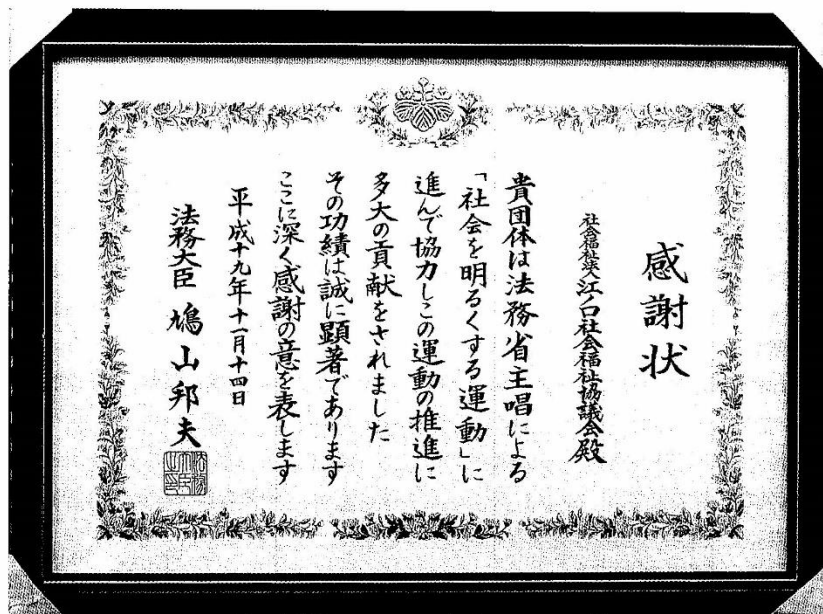 感謝状
社会福祉法人江ノ口社会福祉協議会殿
貴団体は法務省主唱による
「社会を明るくする運動」に
進んで協力しこの運動の推進に
多大の貢献をされました
その功績は誠に顕著であります
ここに深く感謝の意を表します
平成十九年十一月十四日
法務大臣 鳩山邦夫